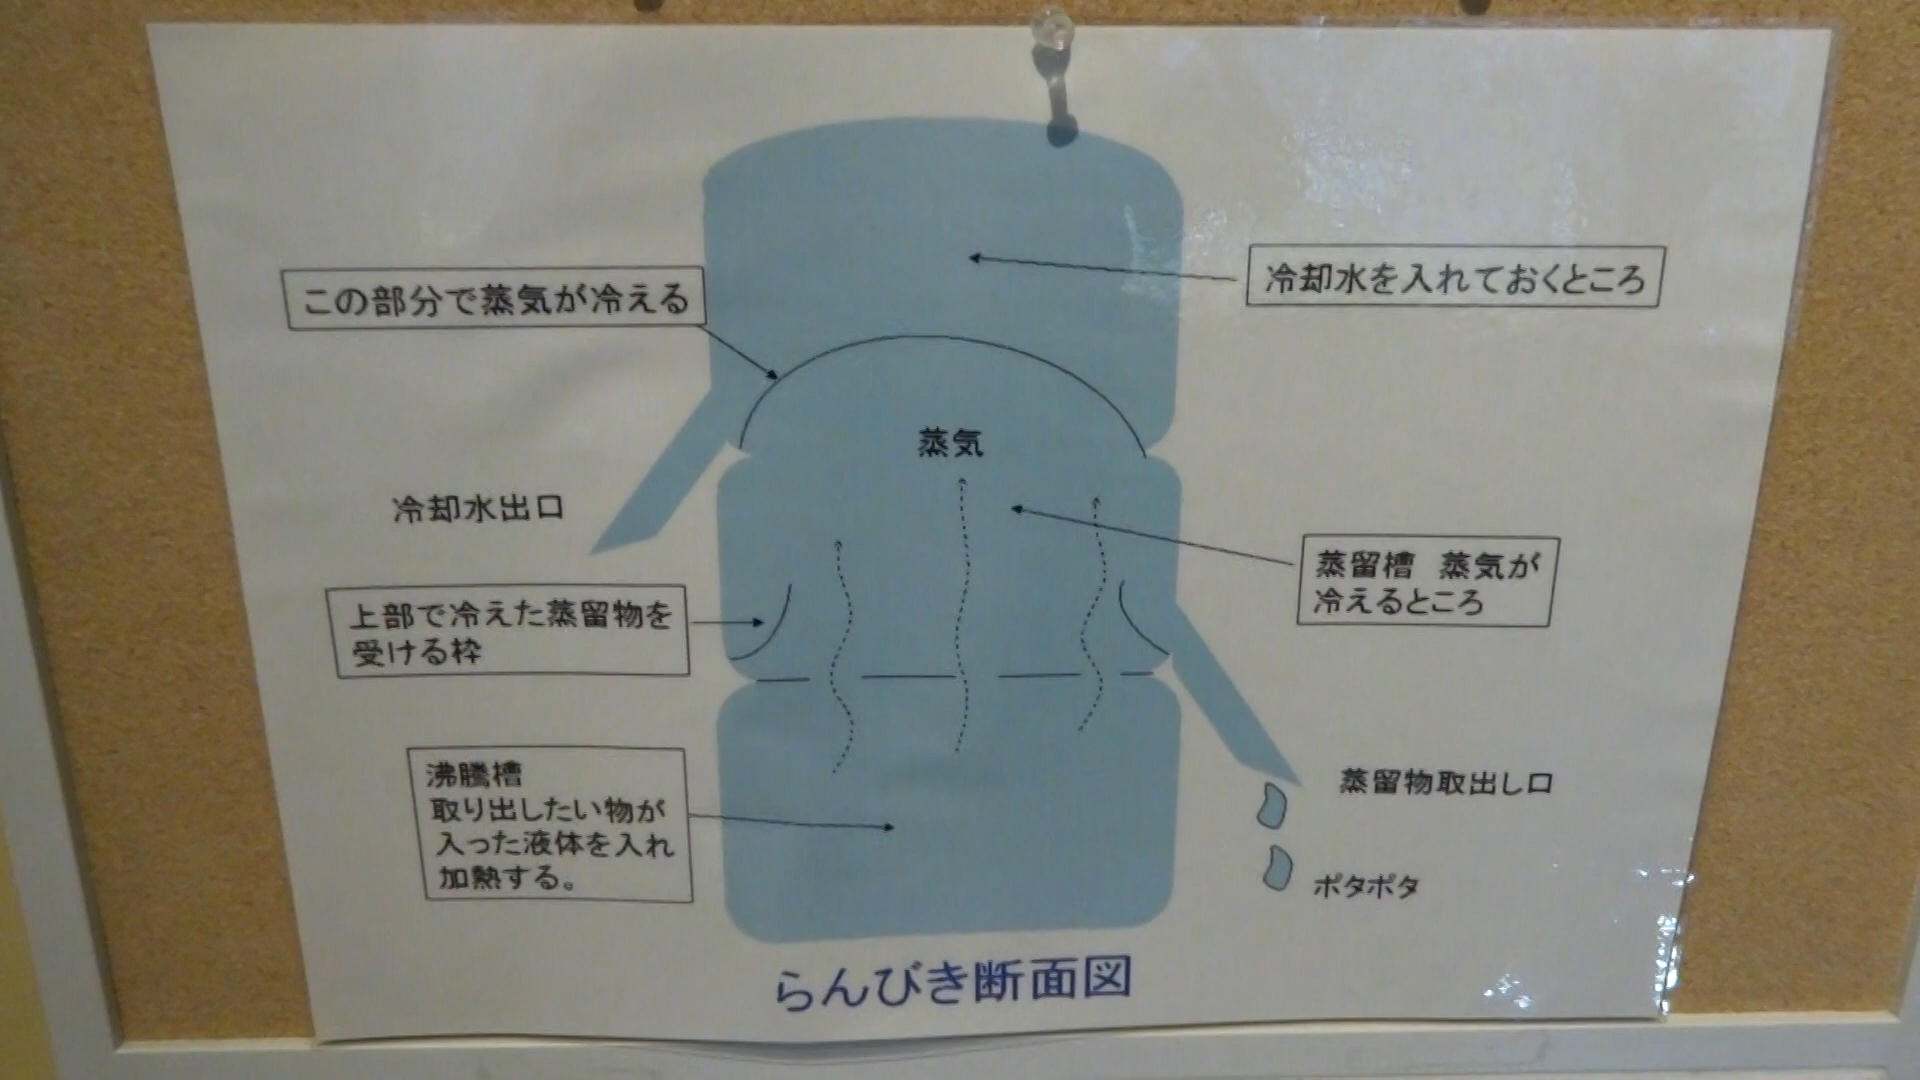 この部分で蒸気が冷える
冷却水を入れておくところ
蒸気
冷却水出口
蒸留槽 蒸気が
冷えるところ
上部で冷えた蒸留物を
受ける枠
沸騰槽
取り出したい物が
入った液体を入れ
加熱する。
蒸留物取出し口
ポタポタ
らんびき断面図